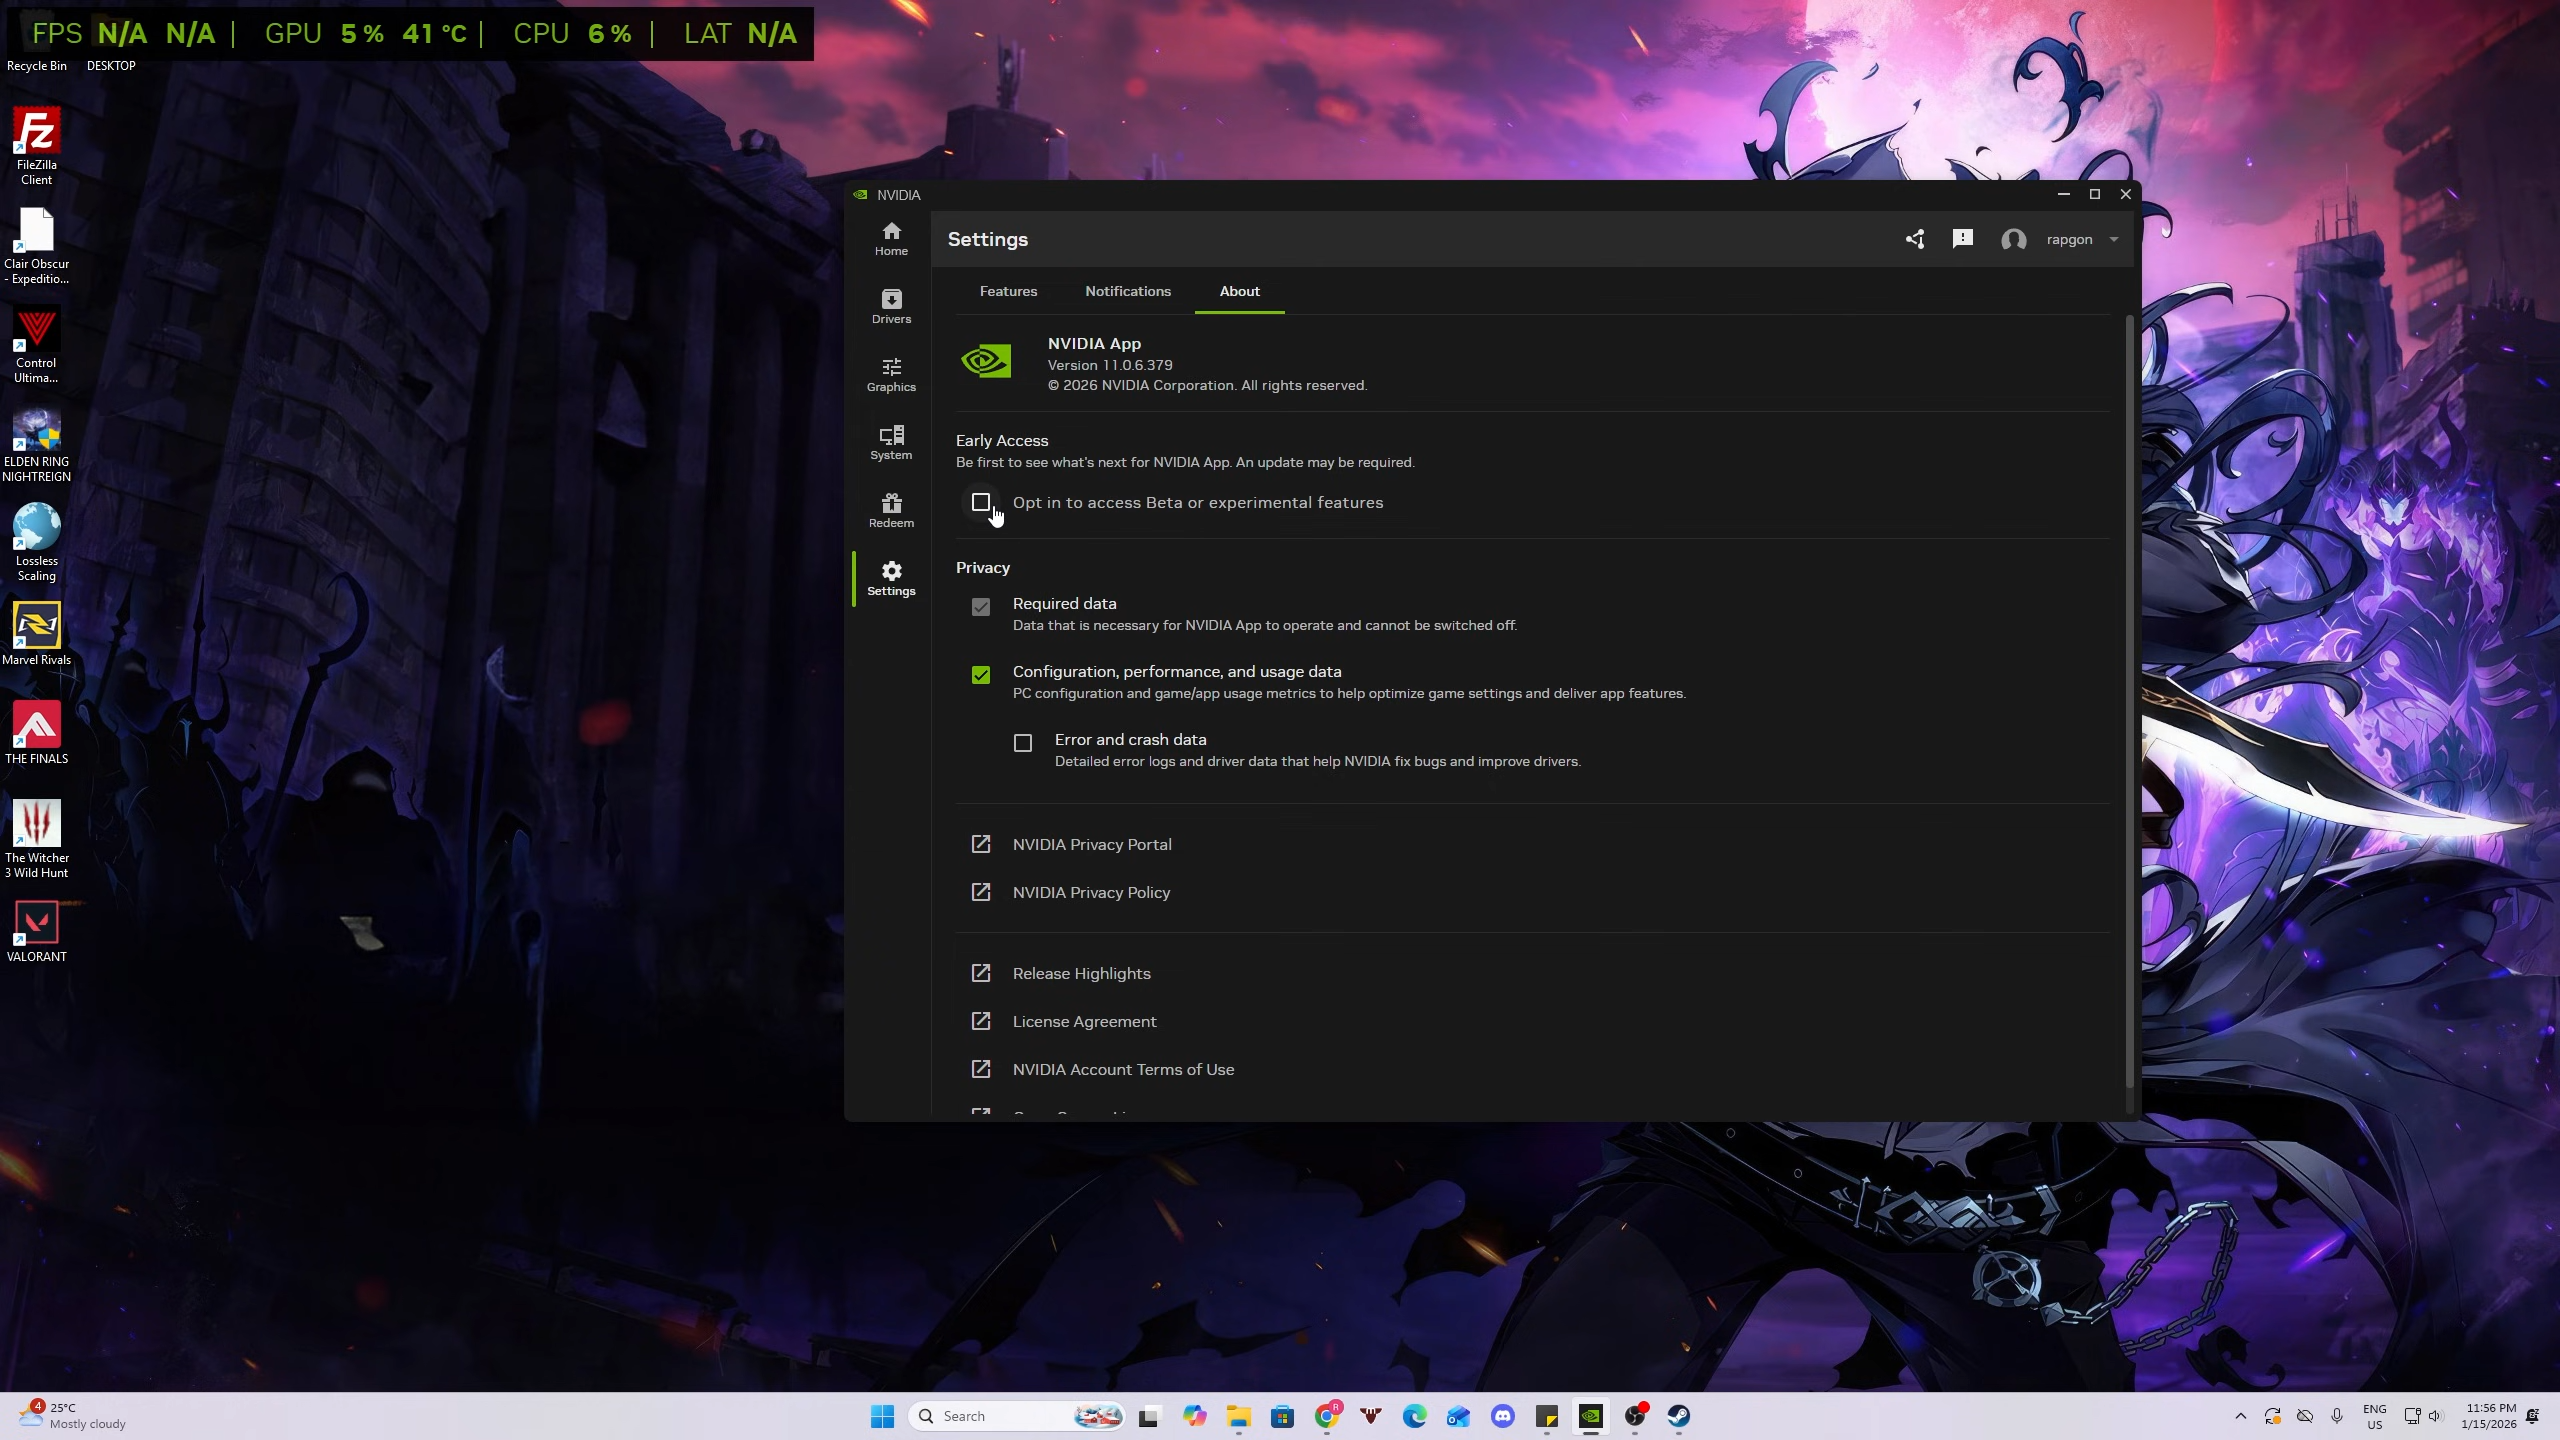 FPS N/A N/A | GPU 5 % 41 °C | CPU 6 % | LAT N/A
Recycle Bin
DESKTOP
FileZilla
Client
Clair Obscur
- Expeditio...
Control
Ultima...
ELDEN RING
NIGHTREIGN
Lossless
Scaling
Marvel Rivals
THE FINALS
The Witcher
3 Wild Hunt
VALORANT
NVIDIA
Home
Drivers
Graphics
System
Redeem
Settings
Settings
rapgon
Features
Notifications
About
NVIDIA App
Version 11.0.6.379
© 2026 NVIDIA Corporation. All rights reserved.
Early Access
Be first to see what's next for NVIDIA App. An update may be required.
Opt in to access Beta or experimental features
Privacy
Required data
Data that is necessary for NVIDIA App to operate and cannot be switched off.
Configuration, performance, and usage data
PC configuration and game/app usage metrics to help optimize game settings and deliver app features.
Error and crash data
Detailed error logs and driver data that help NVIDIA fix bugs and improve drivers.
NVIDIA Privacy Portal
NVIDIA Privacy Policy
Release Highlights
License Agreement
NVIDIA Account Terms of Use
4
25°C
Mostly cloudy
Search
R
ENG
US
11:56 PM
1/15/2026